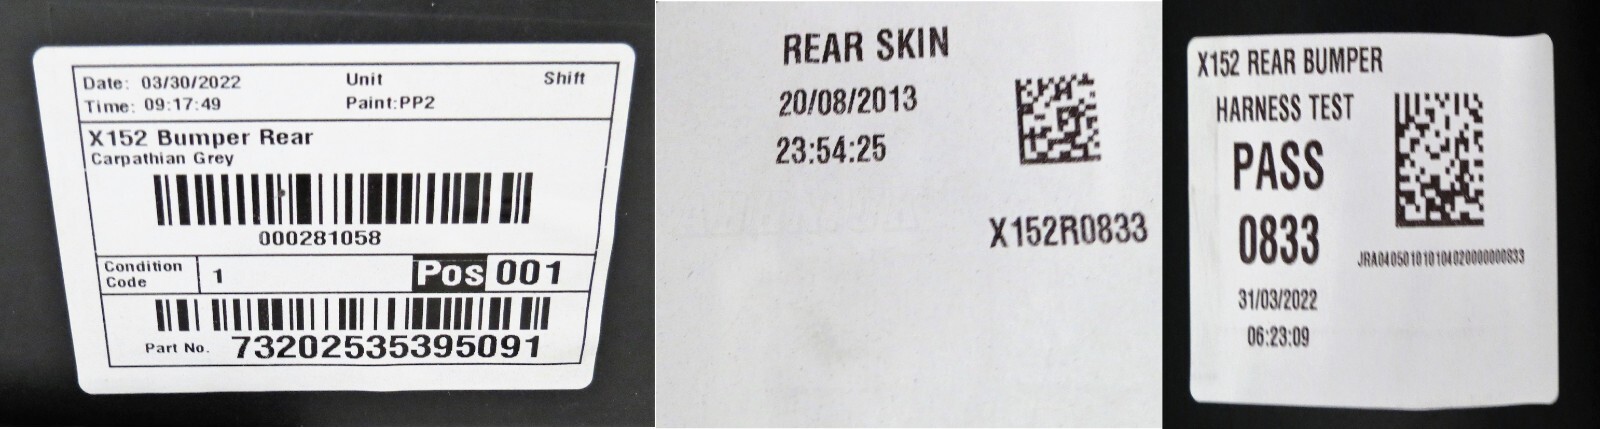 Date: 03/30/2022 Unit Shift
Time: 09:17:49 Paint:PP2
X152 Bumper Rear
Carpathian Grey
000281058
Condition Code 1 Pos 001
Part No. 73202535395091
REAR SKIN
20/08/2013
23:54:25
X152R0833
X152 REAR BUMPER
HARNESS TEST
PASS
0833
JRA0405010101040200000000833
31/03/2022
06:23:09